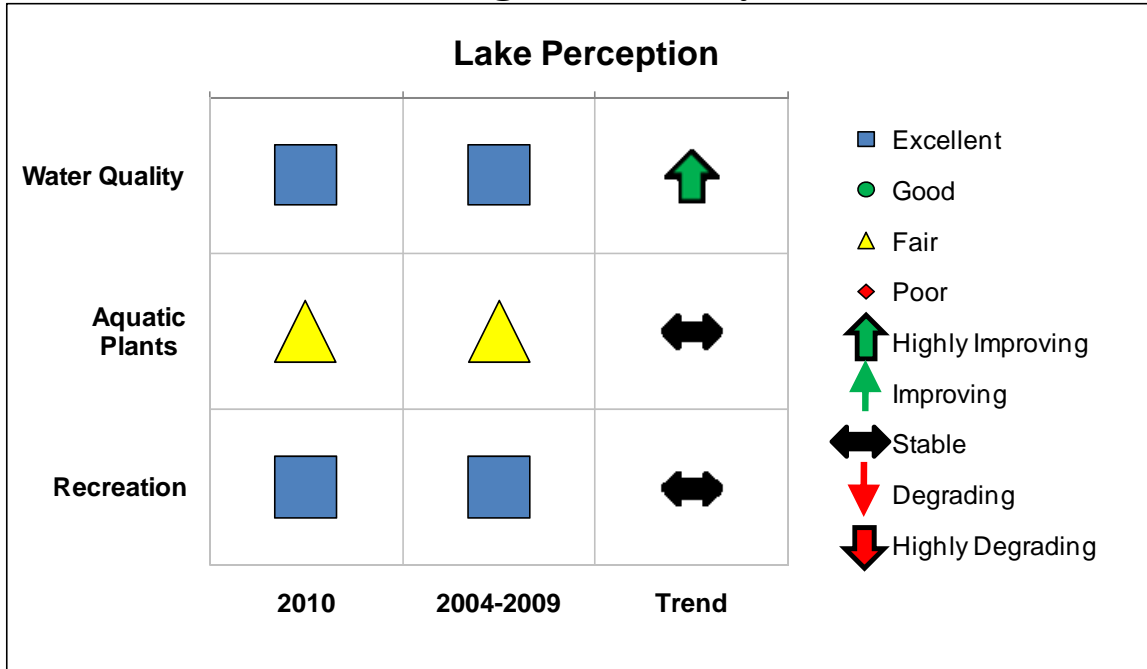 Lake Perception
Water Quality
Aquatic
Plants
Recreation
2010
2004-2009
Trend
Excellent
Good
Fair
Poor
Highly Improving
Improving
Stable
Degrading
Highly Degrading